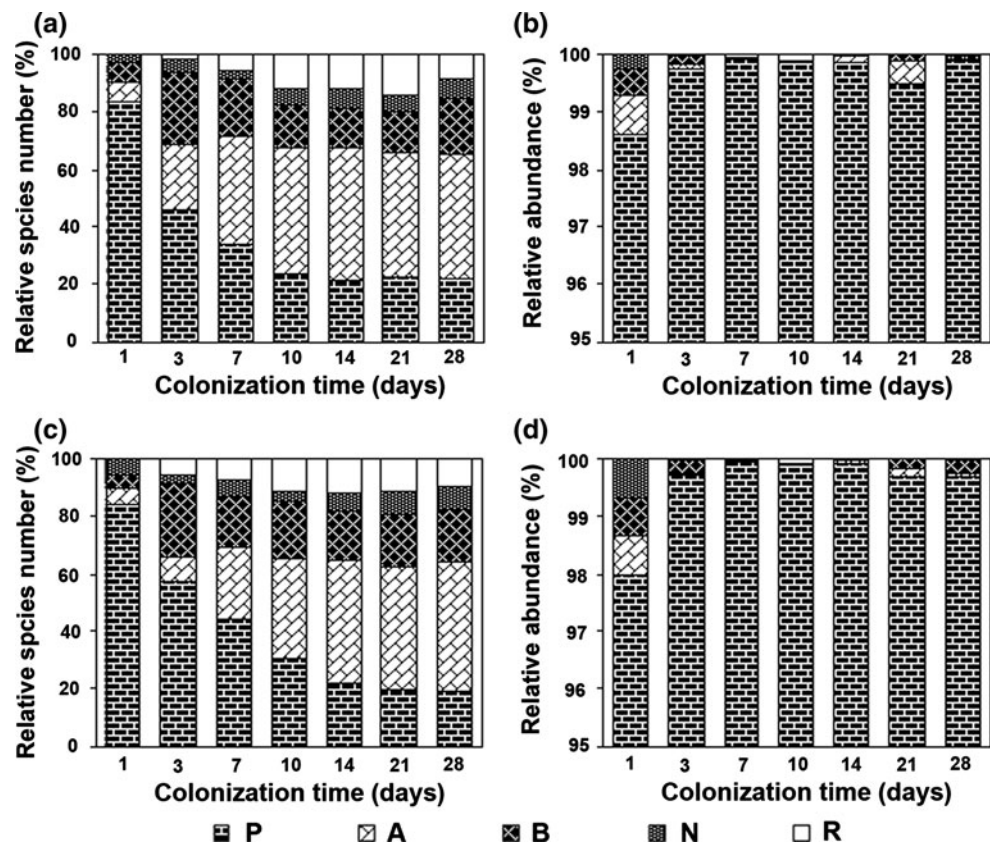 (a)
Relative spcies number (%)
100
80
60
40
20
0
1 3 7 10 14 21 28
Colonization time (days)
(b)
Relative abundance (%)
100
99
98
97
96
95
1 3 7 10 14 21 28
Colonization time (days)
(c)
Relative spcies number (%)
100
80
60
40
20
0
1 3 7 10 14 21 28
Colonization time (days)
(d)
Relative abundance (%)
100
99
98
97
96
95
1 3 7 10 14 21 28
Colonization time (days)
P A B N R